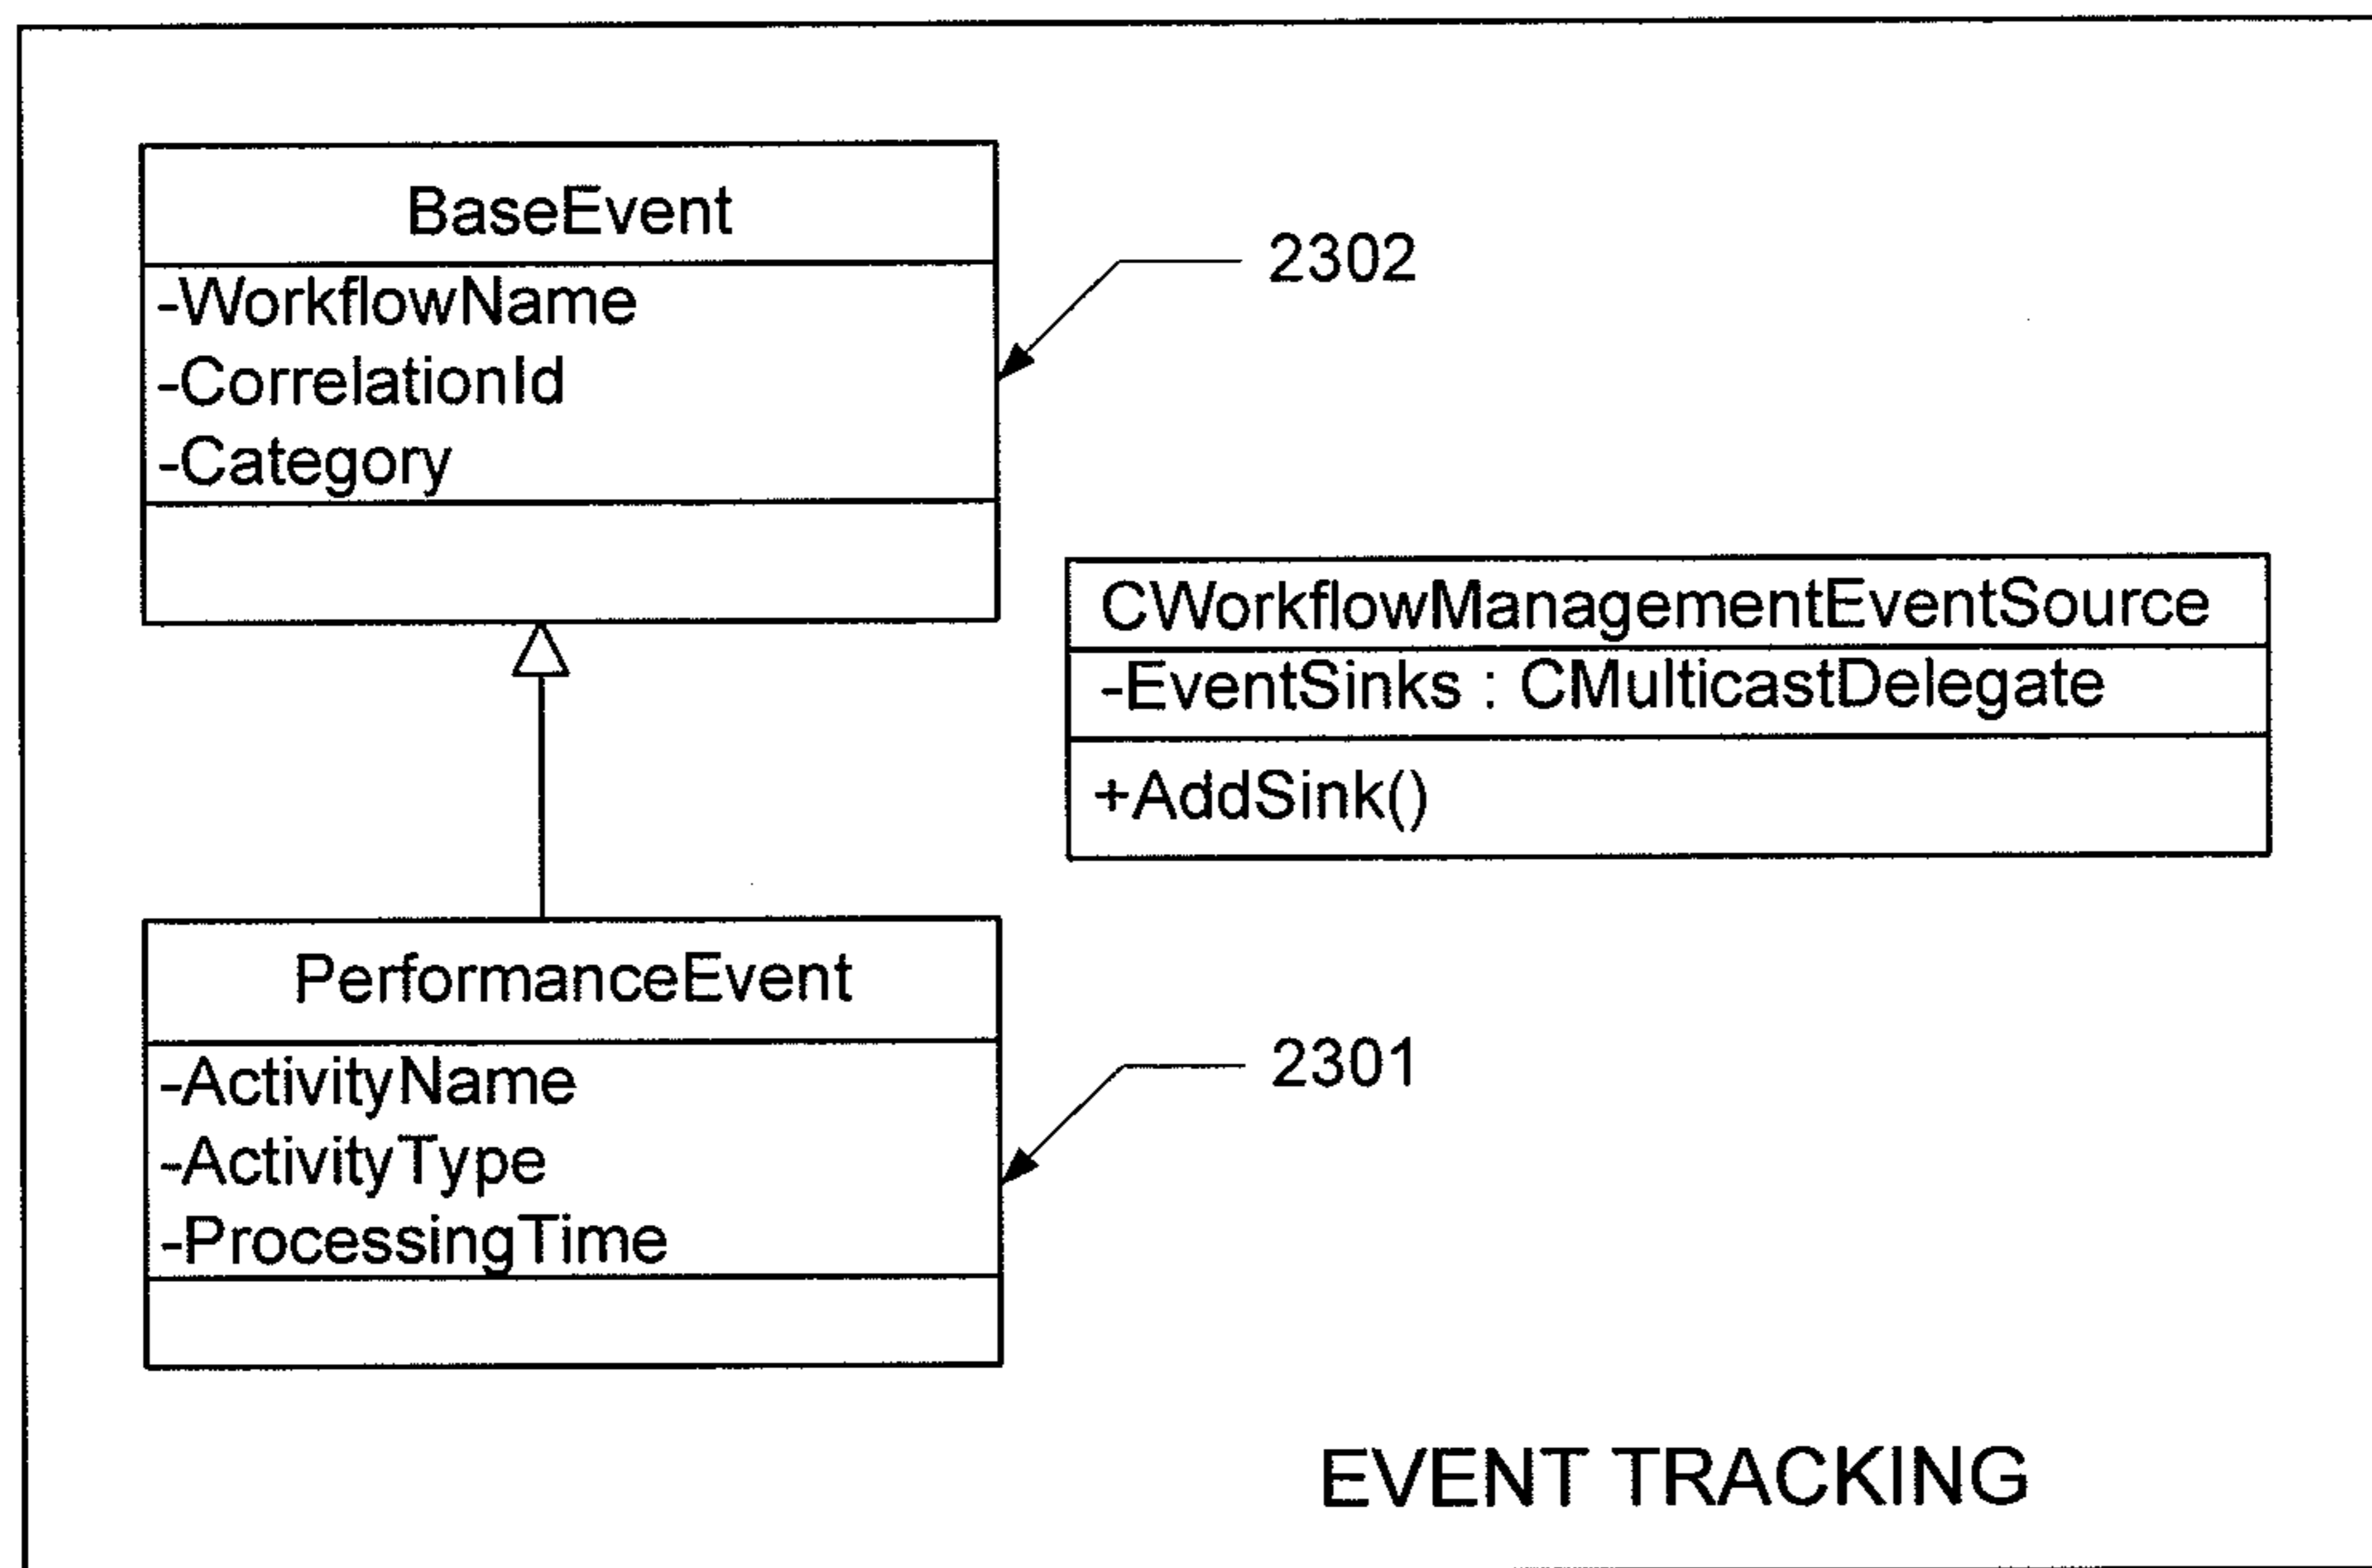 BaseEvent
-WorkflowName
-CorrelationId
-Category
2302
CWorkflowManagementEventSource
-EventSinks : CMulticastDelegate
+AddSink()
PerformanceEvent
-ActivityName
-ActivityType
-ProcessingTime
2301
EVENT TRACKING